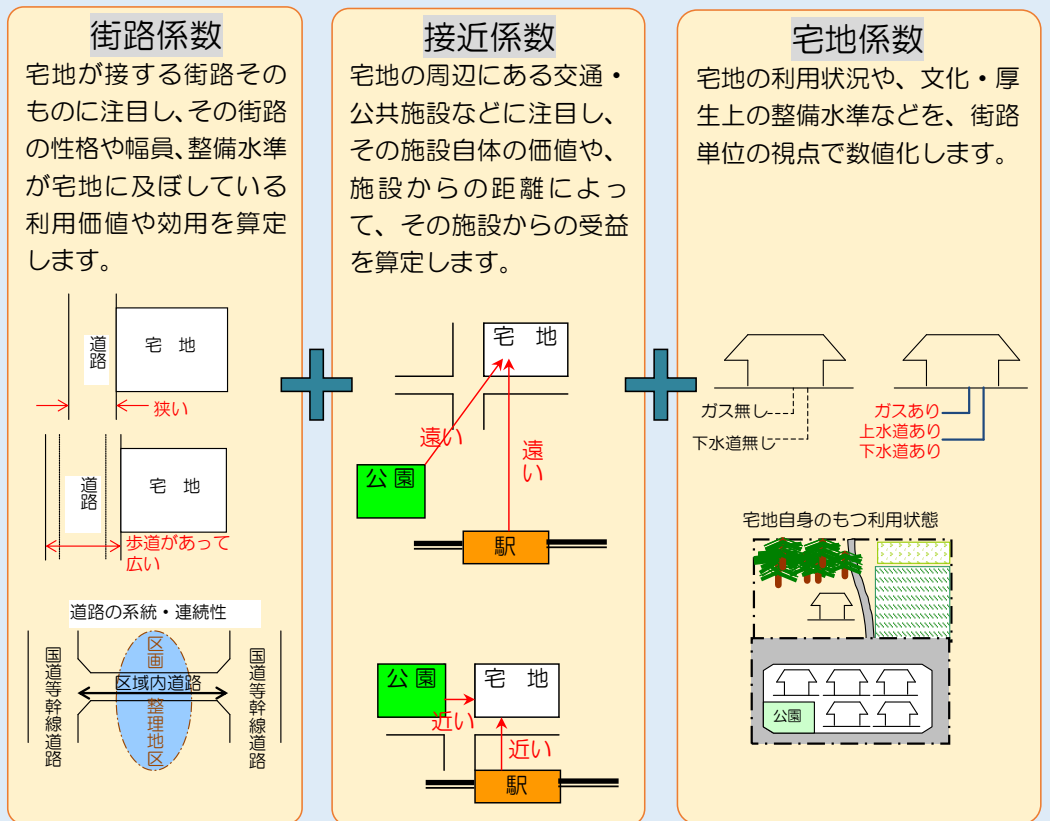 街路係数
宅地が接する街路その
ものに注目し、その街路
の性格や幅員、整備水準
が宅地に及ぼしている
利用価値や効用を算定
します。
道路
宅 地
狭い
道路
宅 地
歩道があって
広い
道路の系統・連続性
国道等幹線道路
区画
区域内道路
整理地区
国道等幹線道路
接近係数
宅地の周辺にある交通・
公共施設などに注目し、
その施設自体の価値や、
施設からの距離によっ
て、その施設からの受益
を算定します。
宅 地
遠い
遠い
公園
駅
公園
宅 地
近い
近い
駅
宅地係数
宅地の利用状況や、文化・厚
生上の整備水準などを、街路
単位の視点で数値化します。
ガス無し
下水道無し
ガスあり
上水道あり
下水道あり
宅地自身のもつ利用状態
公園